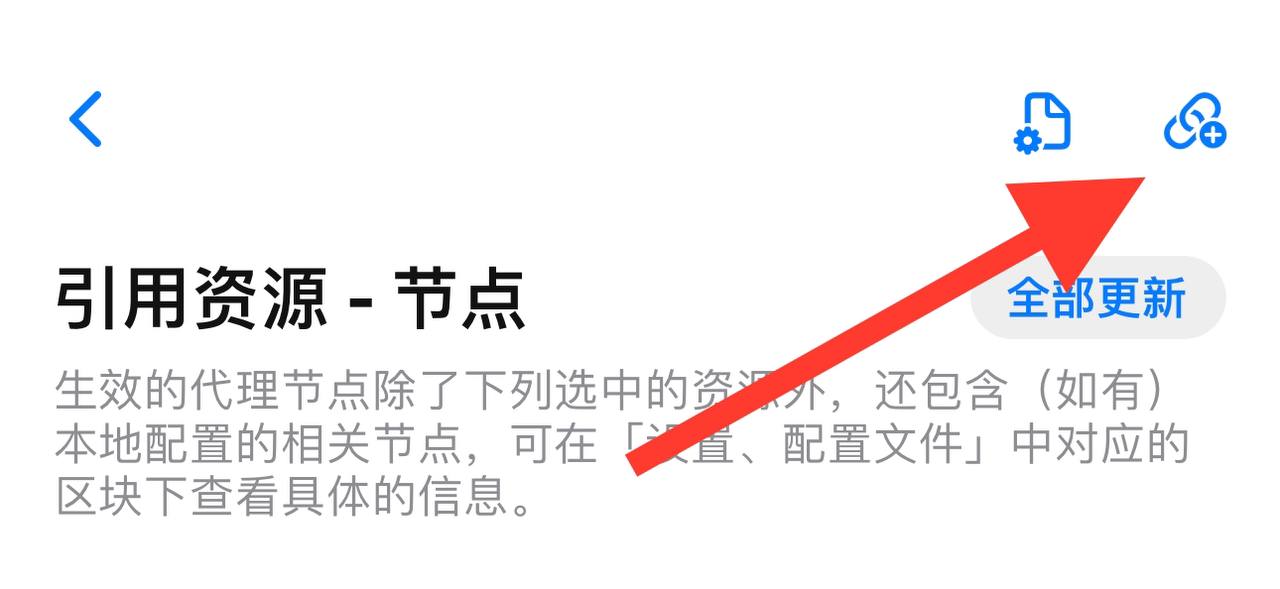 引用资源 - 节点
全部更新
生效的代理节点除了下列选中的资源外，还包含（如有）
本地配置的相关节点，可在「设置、配置文件」中对应的
区块下查看具体的信息。